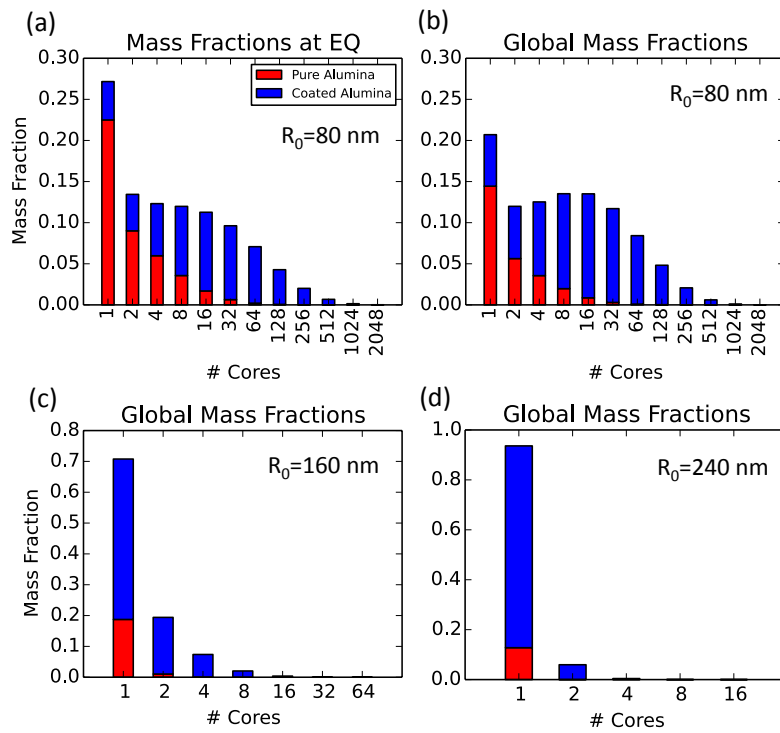 (a)
Mass Fractions at EQ
0.30
0.25
0.20
0.15
0.10
0.05
0.00
Mass Fraction
Pure Alumina
Coated Alumina
R_0=80 nm
1 2 4 8 16 32 64 128 256 512 1024 2048
# Cores
(b)
Global Mass Fractions
0.30
0.25
0.20
0.15
0.10
0.05
0.00
R_0=80 nm
1 2 4 8 16 32 64 128 256 512 1024 2048
# Cores
(c)
Global Mass Fractions
0.8
0.7
0.6
0.5
0.4
0.3
0.2
0.1
0.0
Mass Fraction
R_0=160 nm
1 2 4 8 16 32 64
# Cores
(d)
Global Mass Fractions
1.0
0.8
0.6
0.4
0.2
0.0
R_0=240 nm
1 2 4 8 16
# Cores